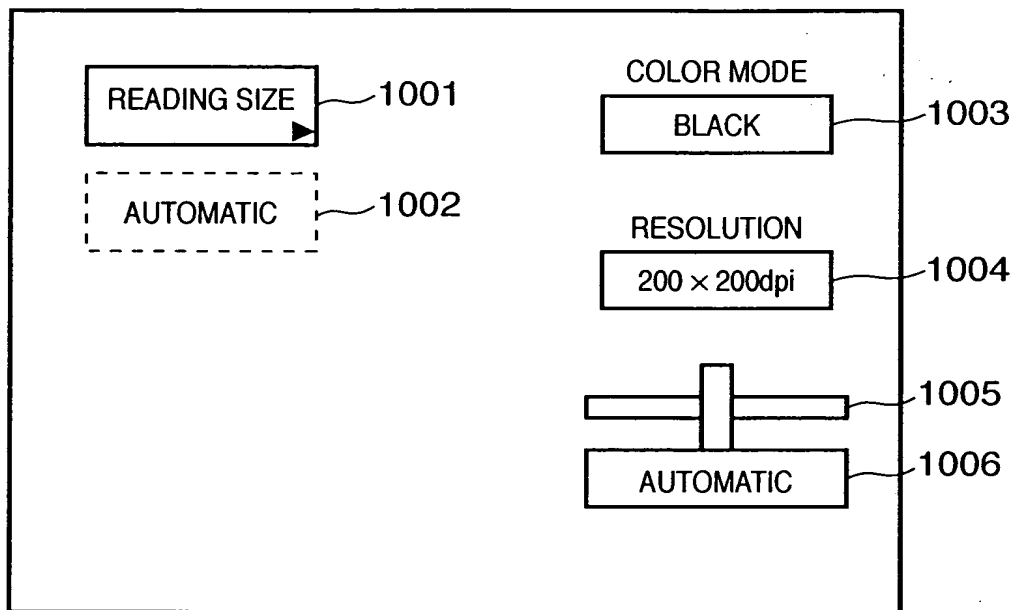 READING SIZE
1001
AUTOMATIC
1002
COLOR MODE
BLACK
1003
RESOLUTION
200 × 200dpi
1004
1005
AUTOMATIC
1006